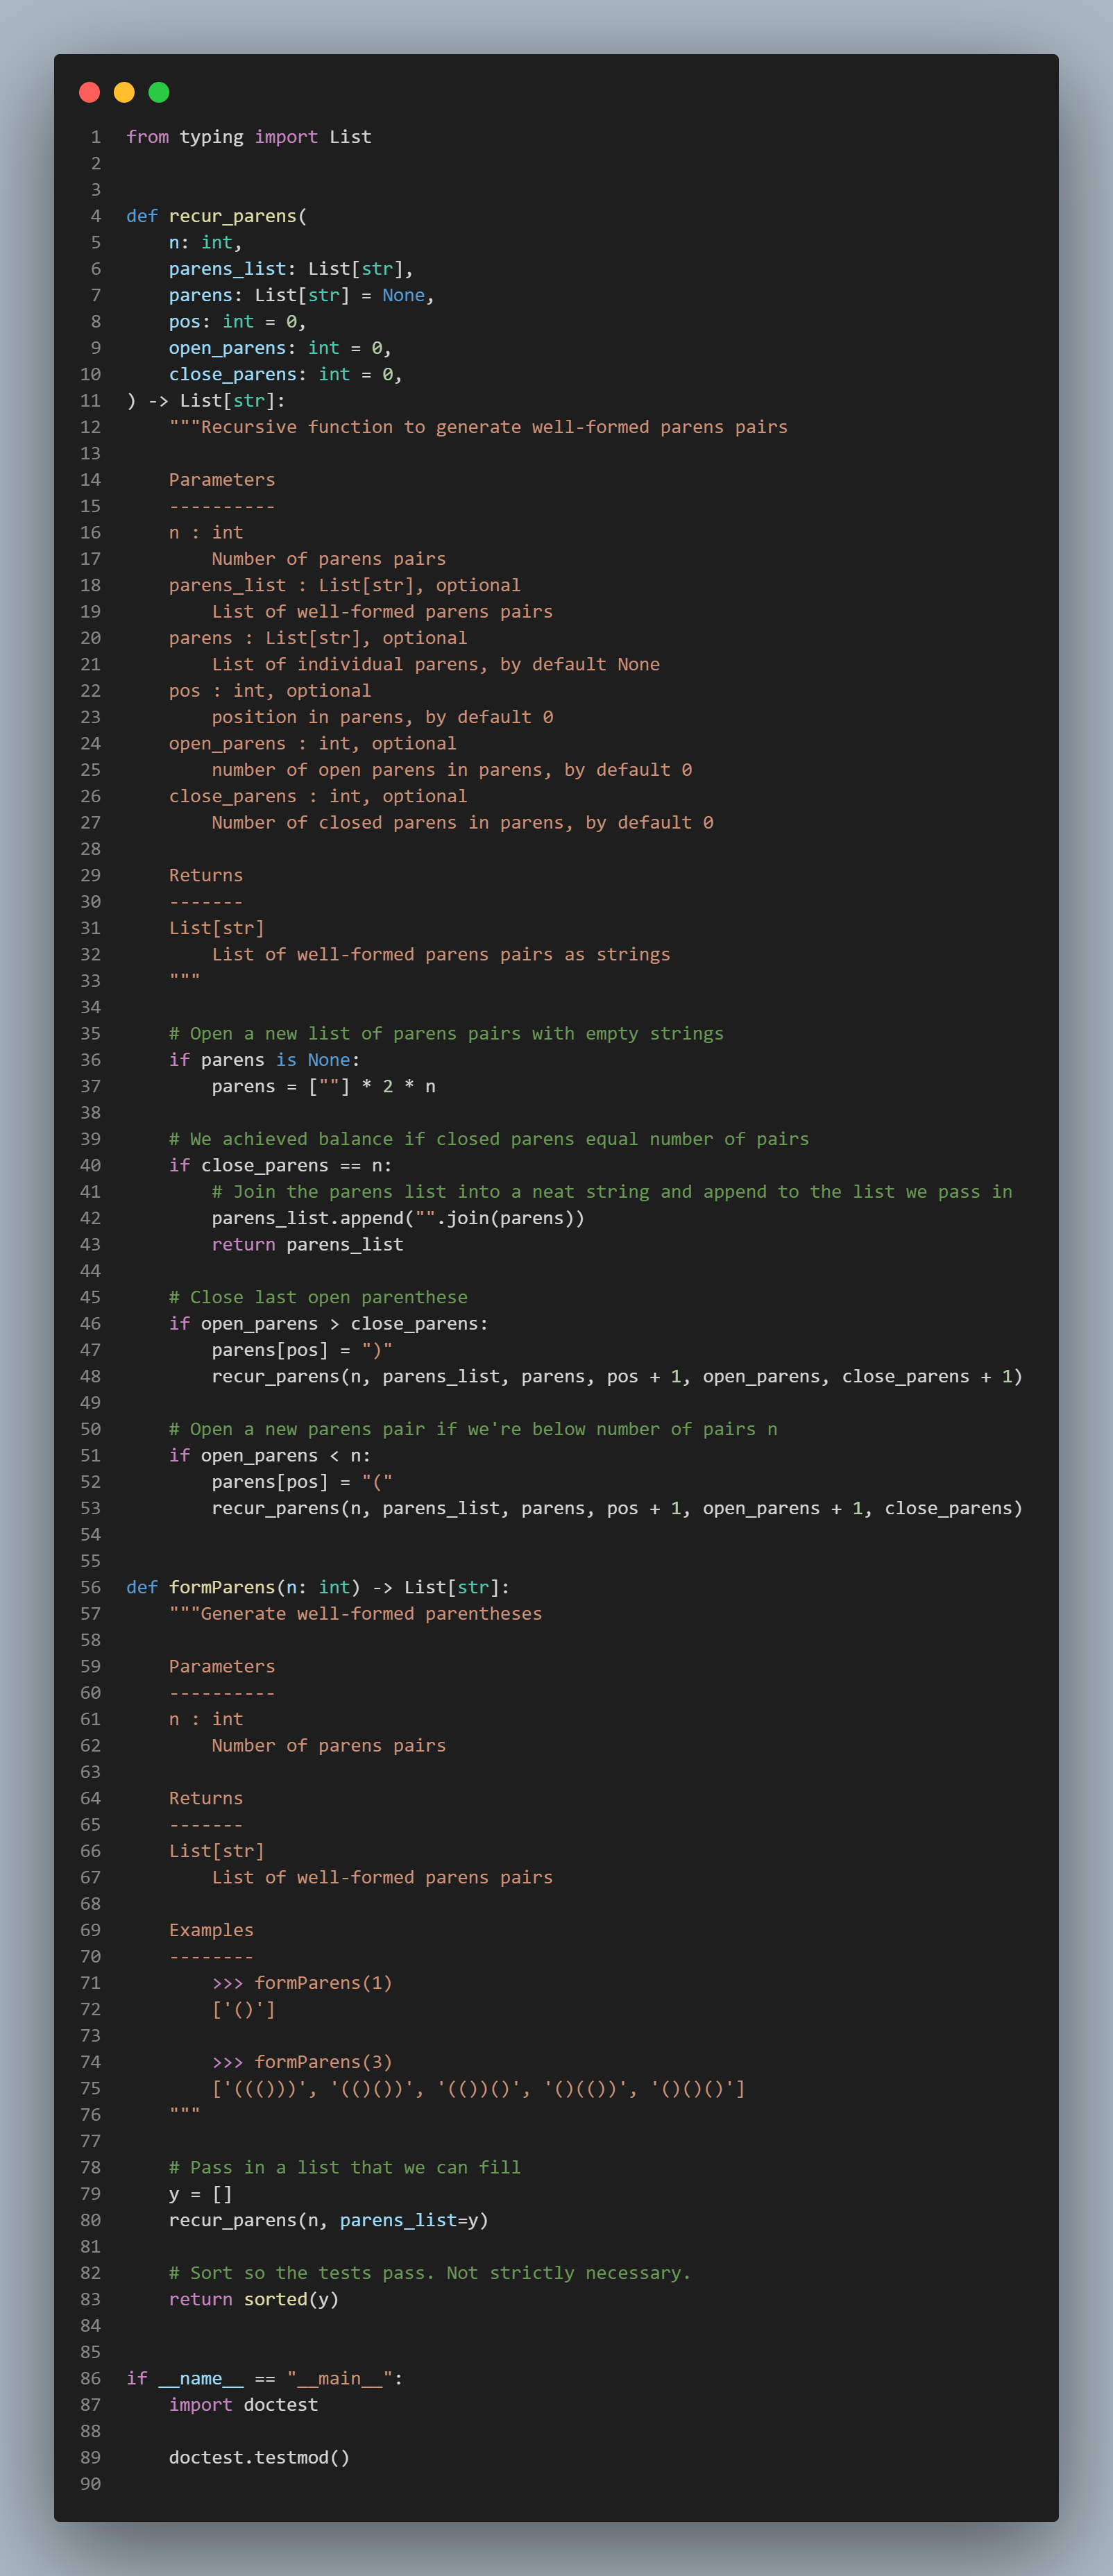 1 from typing import List
2
3
4 def recur_parens(
5     n: int,
6     parens_list: List[str],
7     parens: List[str] = None,
8     pos: int = 0,
9     open_parens: int = 0,
10     close_parens: int = 0,
11 ) -> List[str]:
12     """Recursive function to generate well-formed parens pairs
13
14     Parameters
15     ----------
16     n : int
17         Number of parens pairs
18     parens_list : List[str], optional
19         List of well-formed parens pairs
20     parens : List[str], optional
21         List of individual parens, by default None
22     pos : int, optional
23         position in parens, by default 0
24     open_parens : int, optional
25         number of open parens in parens, by default 0
26     close_parens : int, optional
27         Number of closed parens in parens, by default 0
28
29     Returns
30     -------
31     List[str]
32         List of well-formed parens pairs as strings
33     """
34
35     # Open a new list of parens pairs with empty strings
36     if parens is None:
37         parens = [""] * 2 * n
38
39     # We achieved balance if closed parens equal number of pairs
40     if close_parens == n:
41         # Join the parens list into a neat string and append to the list we pass in
42         parens_list.append("".join(parens))
43         return parens_list
44
45     # Close last open parenthese
46     if open_parens > close_parens:
47         parens[pos] = ")"
48         recur_parens(n, parens_list, parens, pos + 1, open_parens, close_parens + 1)
49
50     # Open a new parens pair if we're below number of pairs n
51     if open_parens < n:
52         parens[pos] = "("
53         recur_parens(n, parens_list, parens, pos + 1, open_parens + 1, close_parens)
54
55
56 def formParens(n: int) -> List[str]:
57     """Generate well-formed parentheses
58
59     Parameters
60     ----------
61     n : int
62         Number of parens pairs
63
64     Returns
65     -------
66     List[str]
67         List of well-formed parens pairs
68
69     Examples
70     --------
71         >>> formParens(1)
72         ['()']
73
74         >>> formParens(3)
75         ['((()))', '(()())', '(())()', '()(())', '()()()']
76     """
77
78     # Pass in a list that we can fill
79     y = []
80     recur_parens(n, parens_list=y)
81
82     # Sort so the tests pass. Not strictly necessary.
83     return sorted(y)
84
85
86 if __name__ == "__main__":
87     import doctest
88
89     doctest.testmod()
90